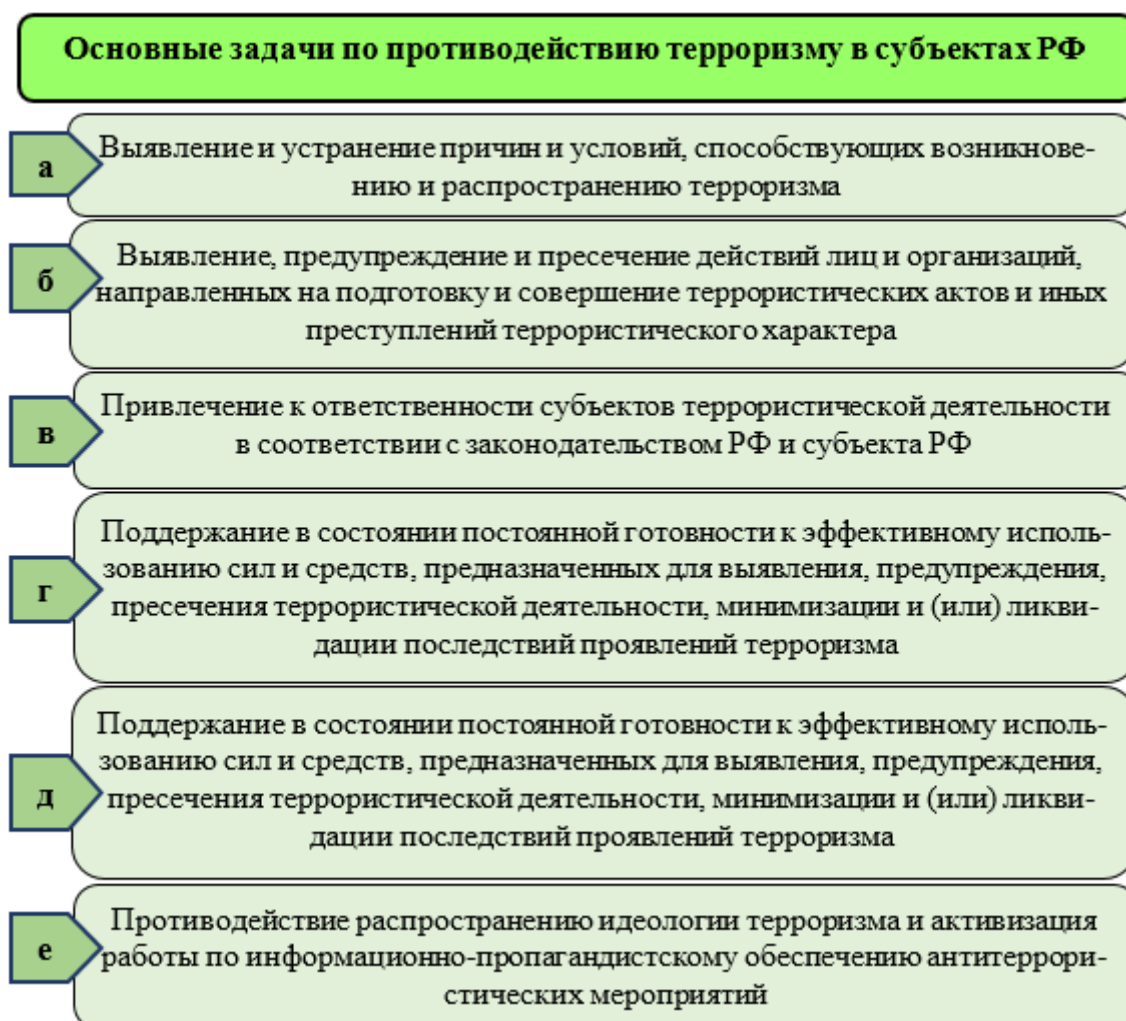 Основные задачи по противодействию терроризму в субъектах РФ
а
Выявление и устранение причин и условий, способствующих возникнове-
нию и распространению терроризма
б
Выявление, предупреждение и пресечение действий лиц и организаций,
направленных на подготовку и совершение террористических актов и иных
преступлений террористического характера
в
Привлечение к ответственности субъектов террористической деятельности
в соответствии с законодательством РФ и субъекта РФ
г
Поддержание в состоянии постоянной готовности к эффективному исполь-
зованию сил и средств, предназначенных для выявления, предупреждения,
пресечения террористической деятельности, минимизации и (или) ликви-
дации последствий проявлений терроризма
д
Поддержание в состоянии постоянной готовности к эффективному исполь-
зованию сил и средств, предназначенных для выявления, предупреждения,
пресечения террористической деятельности, минимизации и (или) ликви-
дации последствий проявлений терроризма
е
Противодействие распространению идеологии терроризма и активизация
работы по информационно-пропагандистскому обеспечению антитеррори-
стических мероприятий